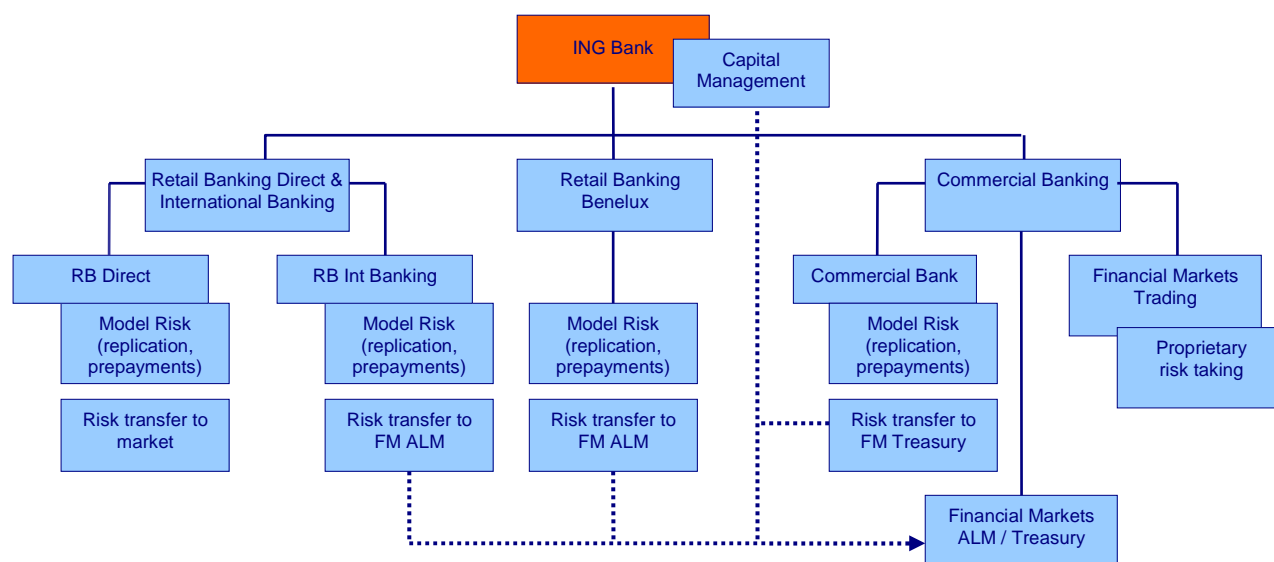 ING Bank
Capital
Management
Retail Banking Direct &
International Banking
Retail Banking
Benelux
Commercial Banking
RB Direct
RB Int Banking
Commercial Bank
Financial Markets
Trading
Model Risk
(replication,
prepayments)
Model Risk
(replication,
prepayments)
Model Risk
(replication,
prepayments)
Model Risk
(replication,
prepayments)
Proprietary
risk taking
Risk transfer to
market
Risk transfer to
FM ALM
Risk transfer to
FM ALM
Risk transfer to
FM Treasury
Financial Markets
ALM / Treasury